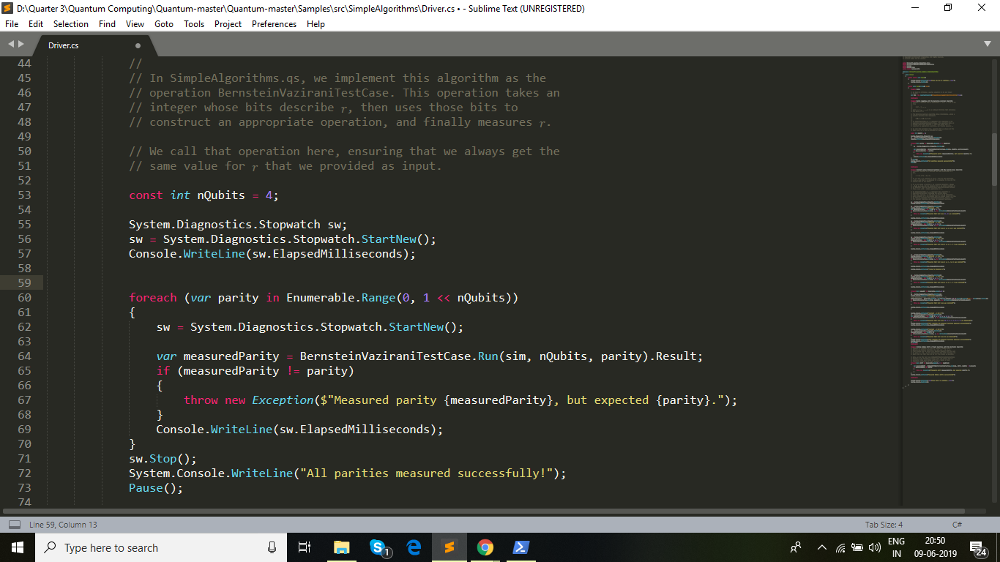 D:\Quarter 3\Quantum Computing\Quantum-master\Quantum-master\Samples\src\SimpleAlgorithms\Driver.cs • - Sublime Text (UNREGISTERED)
File Edit Selection Find View Goto Tools Project Preferences Help
Driver.cs
44 //
45 // In SimpleAlgorithms.qs, we implement this algorithm as the
46 // operation BernsteinVaziraniTestCase. This operation takes an
47 // integer whose bits describe 𝑟, then uses those bits to
48 // construct an appropriate operation, and finally measures 𝑟.
49
50 // We call that operation here, ensuring that we always get the
51 // same value for 𝑟 that we provided as input.
52
53 const int nQubits = 4;
54
55 System.Diagnostics.Stopwatch sw;
56 sw = System.Diagnostics.Stopwatch.StartNew();
57 Console.WriteLine(sw.ElapsedMilliseconds);
58
59
60 foreach (var parity in Enumerable.Range(0, 1 << nQubits))
61 {
62 sw = System.Diagnostics.Stopwatch.StartNew();
63
64 var measuredParity = BernsteinVaziraniTestCase.Run(sim, nQubits, parity).Result;
65 if (measuredParity != parity)
66 {
67 throw new Exception($"Measured parity {measuredParity}, but expected {parity}.");
68 }
69 Console.WriteLine(sw.ElapsedMilliseconds);
70 }
71 sw.Stop();
72 System.Console.WriteLine("All parities measured successfully!");
73 Pause();
74
Line 59, Column 13 Tab Size: 4 C#
Type here to search
1
ENG
IN
20:50
09-06-2019
24